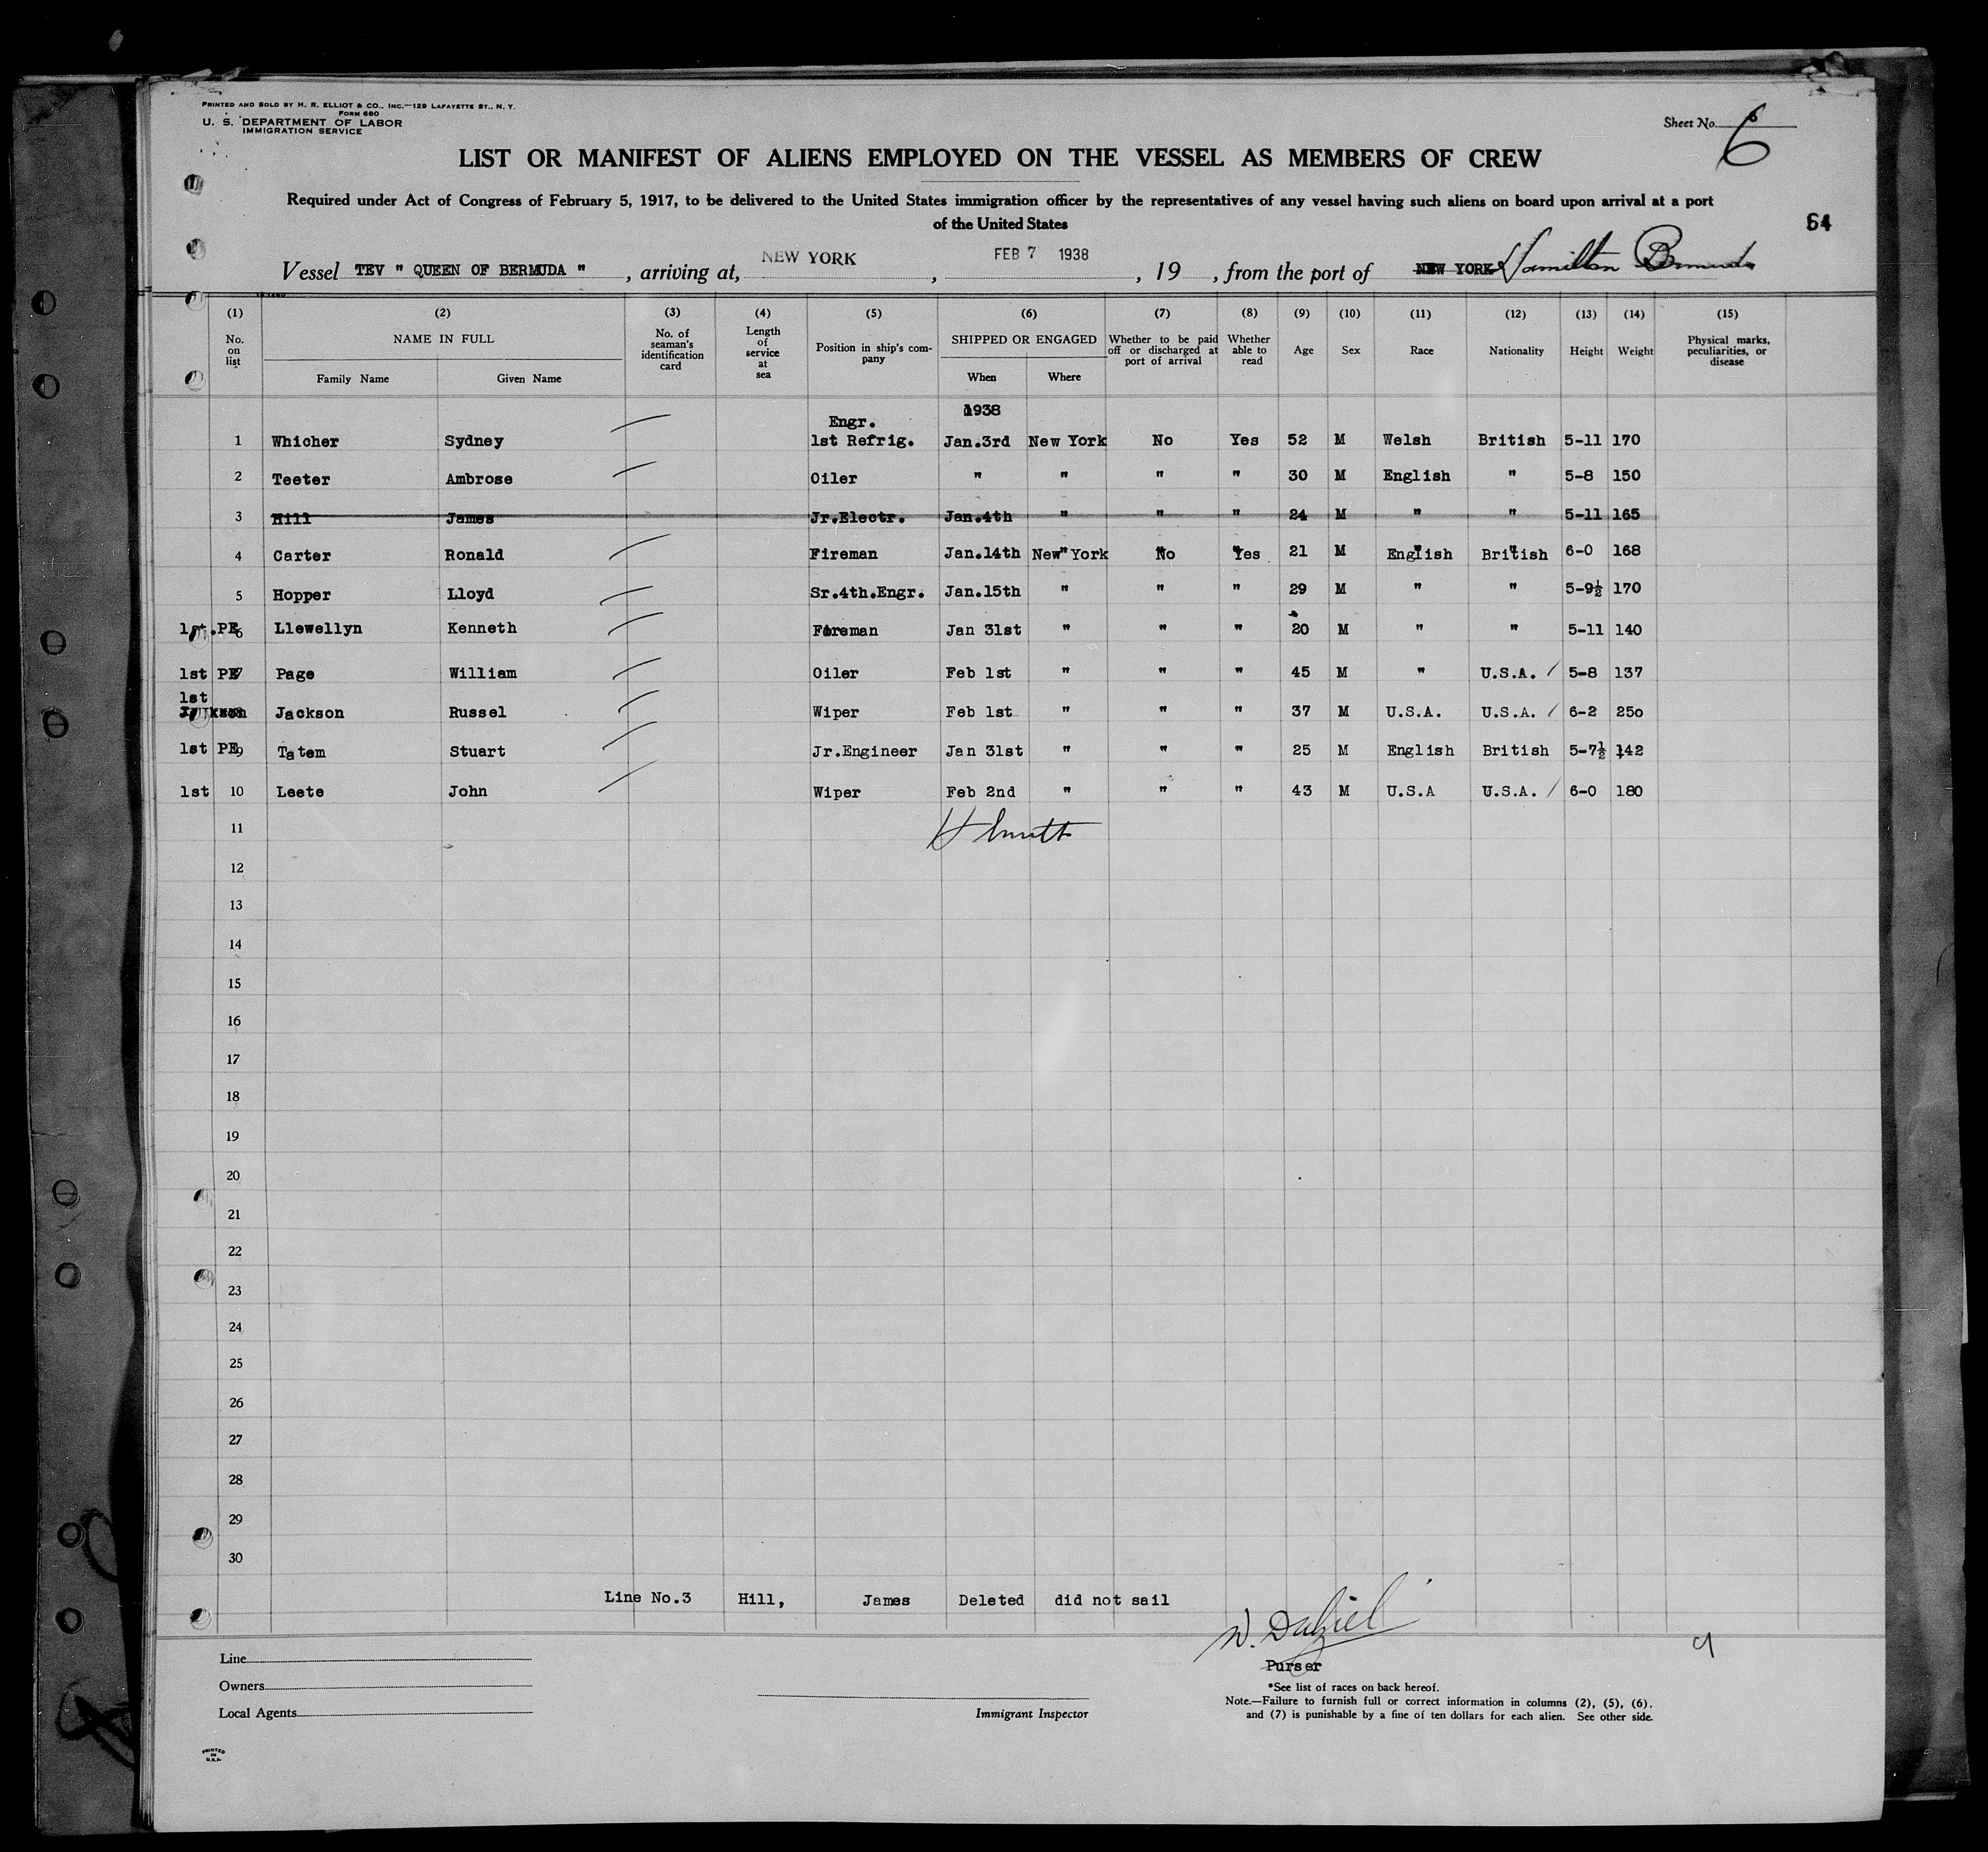 PRINTED AND SOLD BY H. R. ELLIOT & CO., INC.—129 LAFAYETTE ST., N. Y.
FORM 680
U. S. DEPARTMENT OF LABOR
IMMIGRATION SERVICE
Sheet No. 6
6
LIST OR MANIFEST OF ALIENS EMPLOYED ON THE VESSEL AS MEMBERS OF CREW
Required under Act of Congress of February 5, 1917, to be delivered to the United States immigration officer by the representatives of any vessel having such aliens on board upon arrival at a port
of the United States
64
Vessel TEV " QUEEN OF BERMUDA ", arriving at, NEW YORK, FEB 7 1938, 19 , from the port of NEW YORK Hamilton Bermuda
(1) (2) (3) (4) (5) (6) (7) (8) (9) (10) (11) (12) (13) (14) (15)
No. on list NAME IN FULL Family Name Given Name No. of seaman's identification card Length of service at sea Position in ship's company SHIPPED OR ENGAGED When Where Whether to be paid off or discharged at port of arrival Whether able to read Age Sex Race Nationality Height Weight Physical marks, peculiarities, or disease
1938
Engr.
1 Whicher Sydney 1st Refrig. Jan.3rd New York No Yes 52 M Welsh British 5-11 170
2 Teeter Ambrose Oiler " " " " 30 M English " 5-8 150
3 Hill James Jr.Electr. Jan.4th " " " 24 M " " 5-11 165
4 Carter Ronald Fireman Jan.14th New York No Yes 21 M English British 6-0 168
5 Hopper Lloyd Sr.4th.Engr. Jan.15th " " " 29 M " " 5-9½ 170
1st.PE 6 Llewellyn Kenneth Fireman Jan 31st " " " 20 M " " 5-11 140
1st PE 7 Page William Oiler Feb 1st " " " 45 M " U.S.A. 5-8 137
1st
8 Jackson Russel Wiper Feb 1st " " " 37 M U.S.A. U.S.A. 6-2 250
1st PE 9 Tatem Stuart Jr.Engineer Jan 31st " " " 25 M English British 5-7½ 142
1st 10 Leete John Wiper Feb 2nd " " " 43 M U.S.A U.S.A. 6-0 180
11
12
13
14
15
16
17
18
19
20
21
22
23
24
25
26
27
28
29
30
Line No.3 Hill, James Deleted did not sail
W. Dalziel
Purser
Line
Owners
Local Agents
Immigrant Inspector
*See list of races on back hereof.
Note.—Failure to furnish full or correct information in columns (2), (5), (6).
and (7) is punishable by a fine of ten dollars for each alien. See other side.
PRINTED
IN
U.S.A.